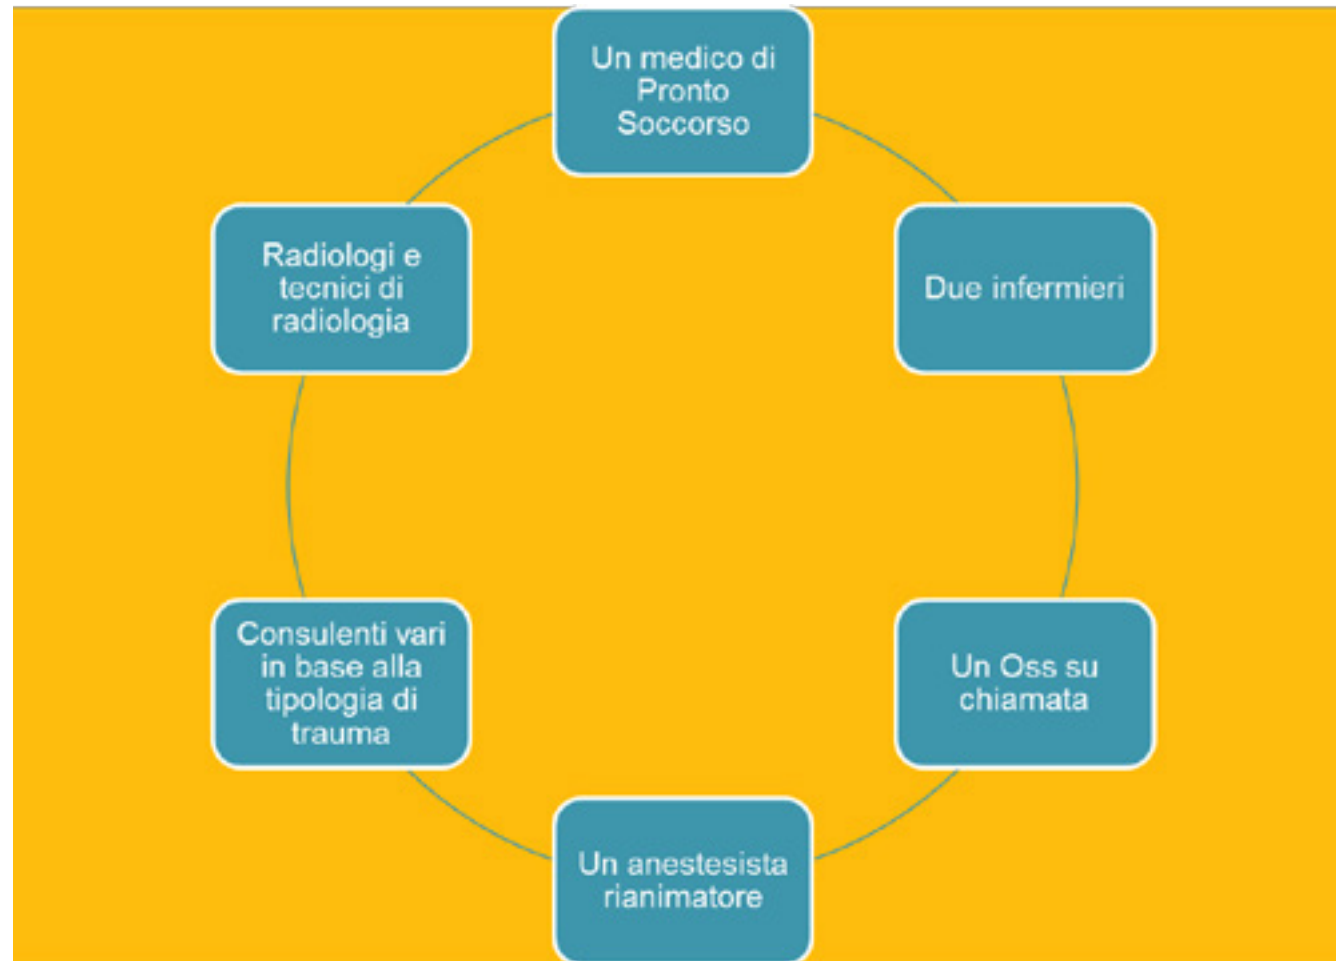 Un medico di
Pronto
Soccorso
Due infermieri
Un Oss su
chiamata
Un anestesista
rianimatore
Consulenti vari
in base alla
tipologia di
trauma
Radiologi e
tecnici di
radiologia